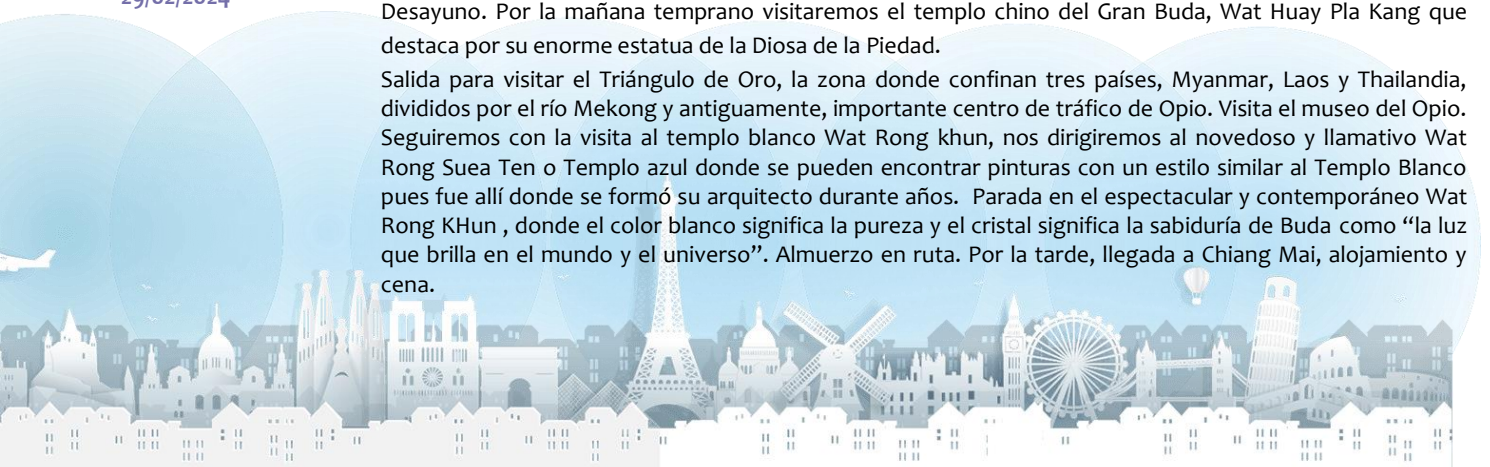 29/02/2024
Desayuno. Por la mañana temprano visitaremos el templo chino del Gran Buda, Wat Huay Pla Kang que
destaca por su enorme estatua de la Diosa de la Piedad.
Salida para visitar el Triángulo de Oro, la zona donde confinan tres países, Myanmar, Laos y Thailandia,
divididos por el río Mekong y antiguamente, importante centro de tráfico de Opio. Visita el museo del Opio.
Seguiremos con la visita al templo blanco Wat Rong khun, nos dirigiremos al novedoso y llamativo Wat
Rong Suea Ten o Templo azul donde se pueden encontrar pinturas con un estilo similar al Templo Blanco
pues fue allí donde se formó su arquitecto durante años. Parada en el espectacular y contemporáneo Wat
Rong KHun , donde el color blanco significa la pureza y el cristal significa la sabiduría de Buda como “la luz
que brilla en el mundo y el universo”. Almuerzo en ruta. Por la tarde, llegada a Chiang Mai, alojamiento y
cena.